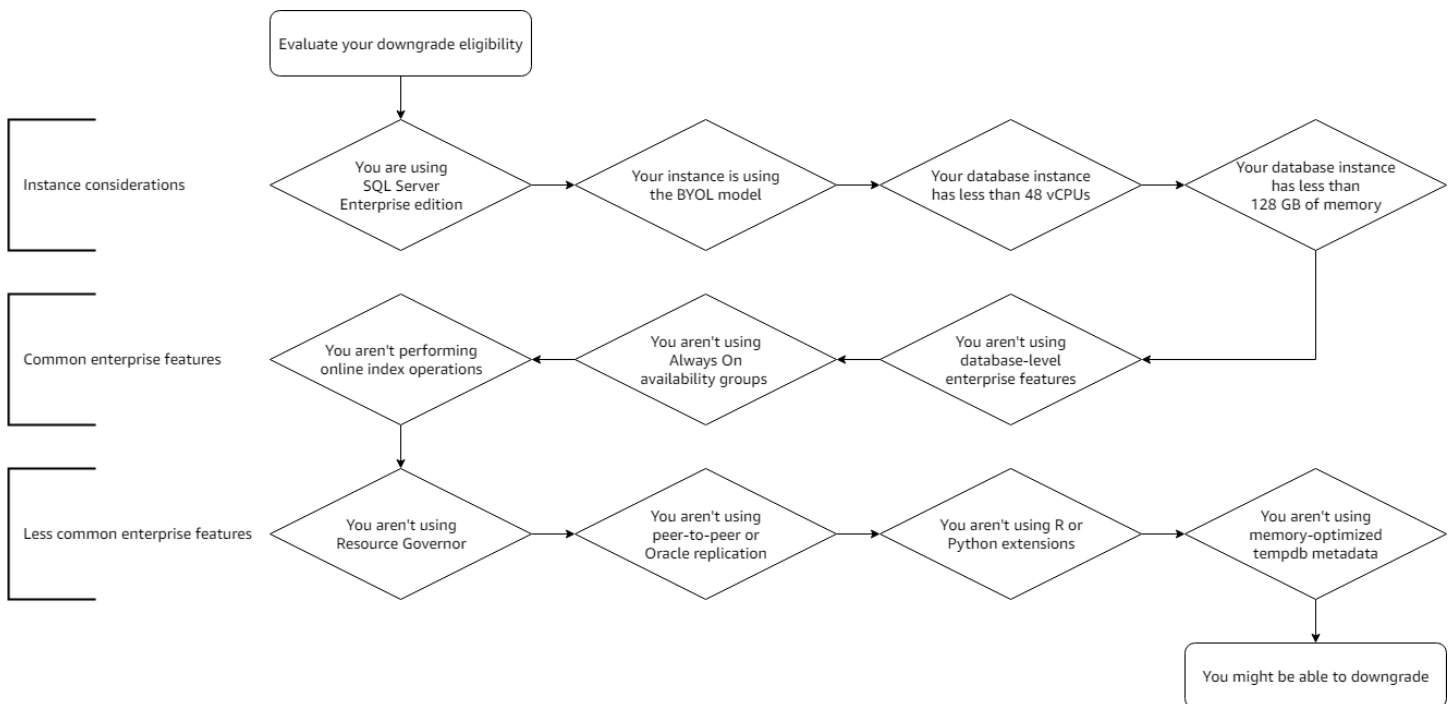 Evaluate your downgrade eligibility
Instance considerations
You are using
SQL Server
Enterprise edition
Your instance is using
the BYOL model
Your database instance
has less than 48 vCPUs
Your database instance
has less than
128 GB of memory
Common enterprise features
You aren't performing
online index operations
You aren't using
Always On
availability groups
You aren't using
database-level
enterprise features
Less common enterprise features
You aren't using
Resource Governor
You aren't using
peer-to-peer or
Oracle replication
You aren't using R or
Python extensions
You aren't using
memory-optimized
tempdb metadata
You might be able to downgrade